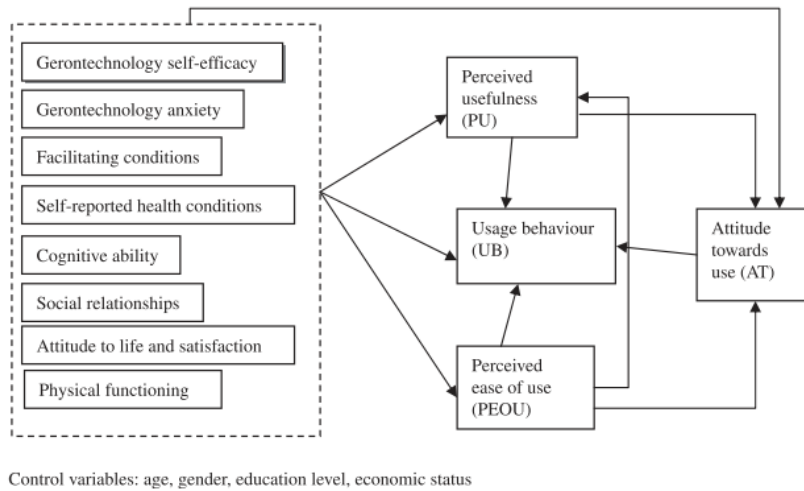 Gerontechnology self-efficacy
Gerontechnology anxiety
Facilitating conditions
Self-reported health conditions
Cognitive ability
Social relationships
Attitude to life and satisfaction
Physical functioning
Perceived
usefulness
(PU)
Usage behaviour
(UB)
Perceived
ease of use
(PEOU)
Attitude
towards
use (AT)
Control variables: age, gender, education level, economic status